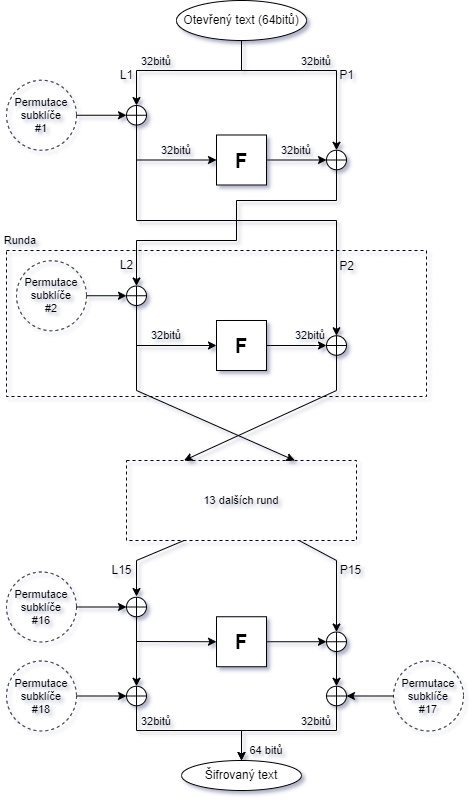 Otevřený text (64bitů)
32bitů
32bitů
L1
P1
Permutace
subklíče
#1
32bitů
F
32bitů
Runda
L2
P2
Permutace
subklíče
#2
32bitů
F
32bitů
13 dalších rund
L15
P15
Permutace
subklíče
#16
F
Permutace
subklíče
#18
Permutace
subklíče
#17
32bitů
32bitů
64 bitů
Šifrovaný text